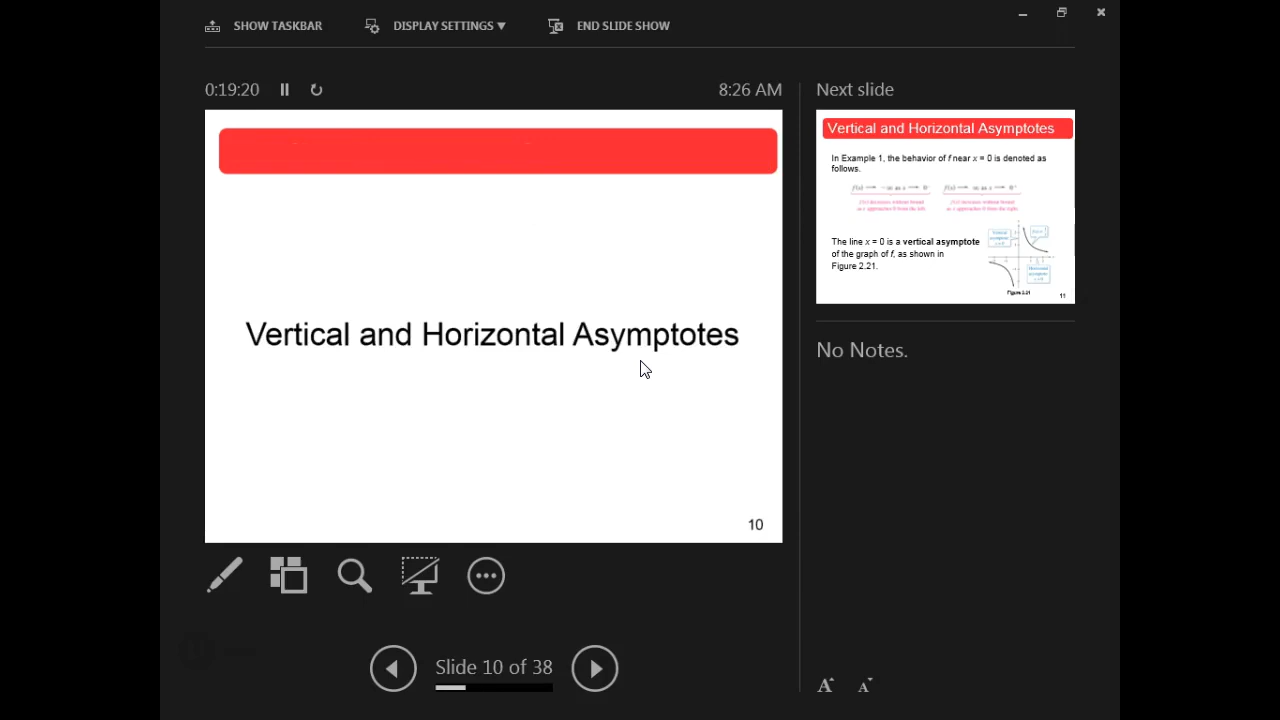 SHOW TASKBAR
DISPLAY SETTINGS ▼
END SLIDE SHOW
0:19:20
8:26 AM
Vertical and Horizontal Asymptotes
10
Slide 10 of 38
Next slide
Vertical and Horizontal Asymptotes
In Example 1, the behavior of f near x = 0 is denoted as
follows.
The line x = 0 is a vertical asymptote
of the graph of f, as shown in
Figure 2.21.
Figure 2.21
11
No Notes.
A A